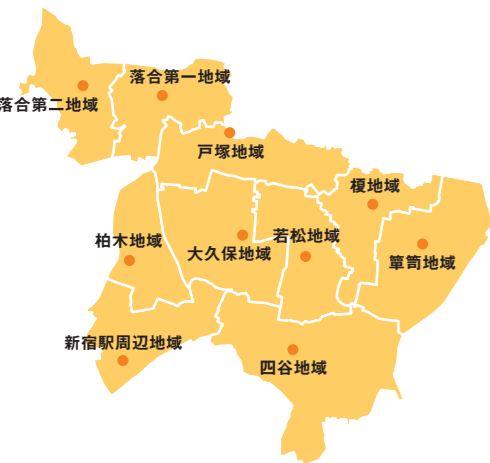 落合第一地域
落合第二地域
戸塚地域
榎地域
柏木地域
若松地域
大久保地域
箪笥地域
新宿駅周辺地域
四谷地域